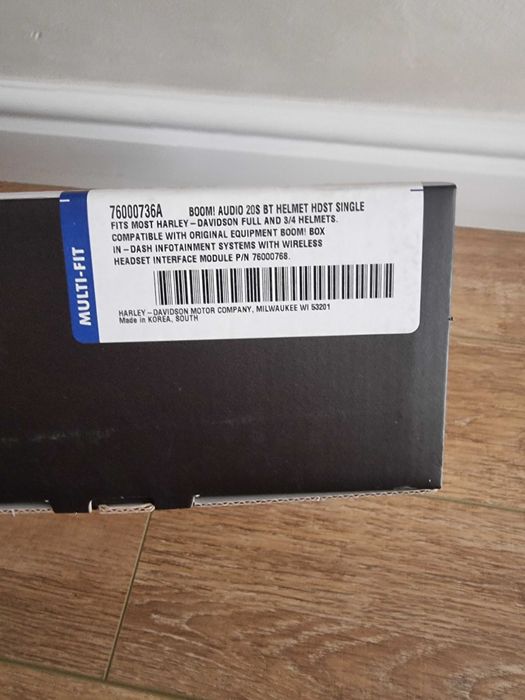 MULTI-FIT
76000736A BOOM! AUDIO 20S BT HELMET HDST SINGLE
FITS MOST HARLEY-DAVIDSON FULL AND 3/4 HELMETS.
COMPATIBLE WITH ORIGINAL EQUIPMENT BOOM! BOX
IN-DASH INFOTAINMENT SYSTEMS WITH WIRELESS
HEADSET INTERFACE MODULE P/N 76000768.
HARLEY-DAVIDSON MOTOR COMPANY, MILWAUKEE WI 53201
Made in KOREA, SOUTH